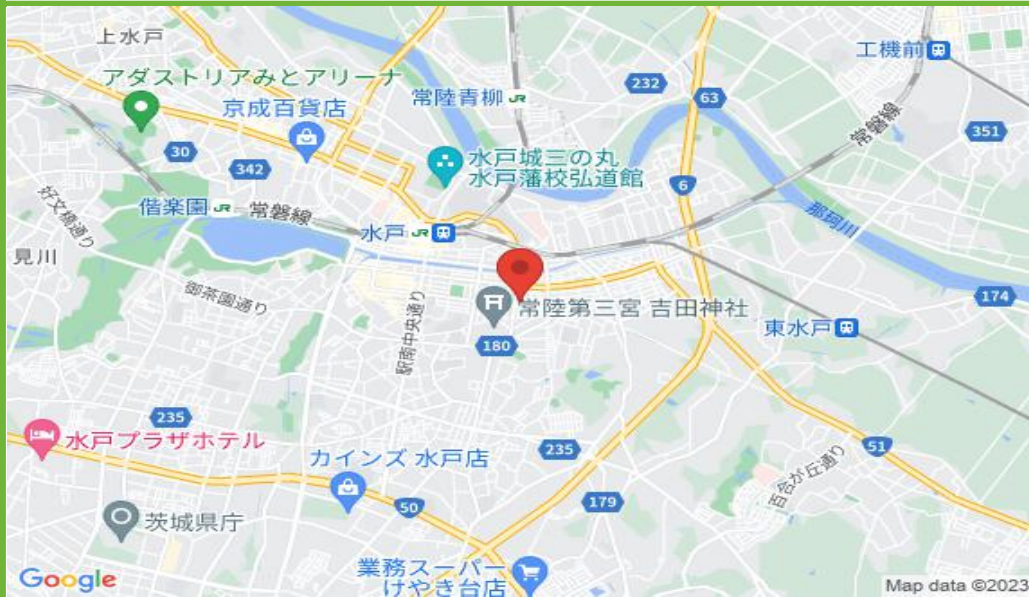 上水戸
工機前
アダストリアみとアリーナ
常陸青柳 JR
232
63
京成百貨店
常磐線
351
30
342
水戸城三の丸
水戸藩校弘道館
6
好文橋通り
偕楽園 JR
常磐線
水戸 JR
那珂川
見川
御茶園通り
174
駅南中央通り
常陸第三宮 吉田神社
東水戸
180
235
水戸プラザホテル
カインズ 水戸店
235
51
百合が丘通り
50
179
茨城県庁
業務スーパー
けやき台店
Google
Map data ©2023